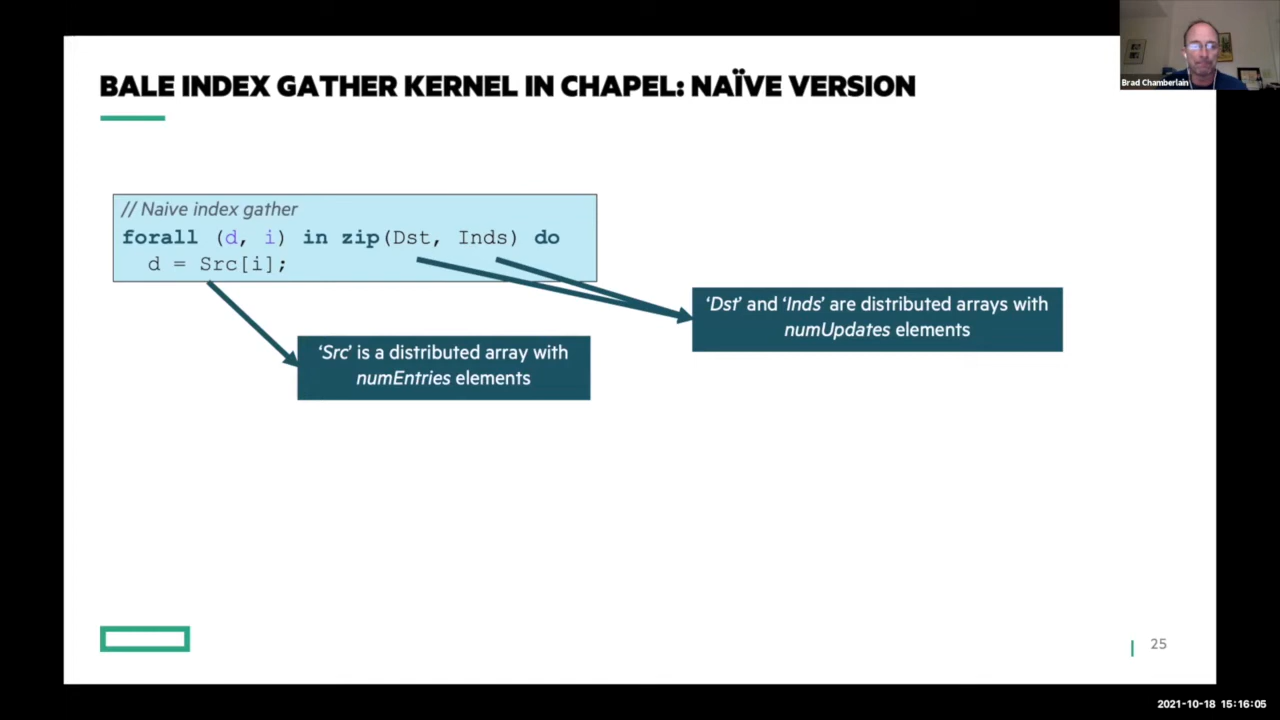 Brad Chamberlain
BALE INDEX GATHER KERNEL IN CHAPEL: NAÏVE VERSION
// Naive index gather
forall (d, i) in zip(Dst, Inds) do
d = Src[i];
‘Dst’ and ‘Inds’ are distributed arrays with
numUpdates elements
‘Src’ is a distributed array with
numEntries elements
25
2021-10-18 15:16:05